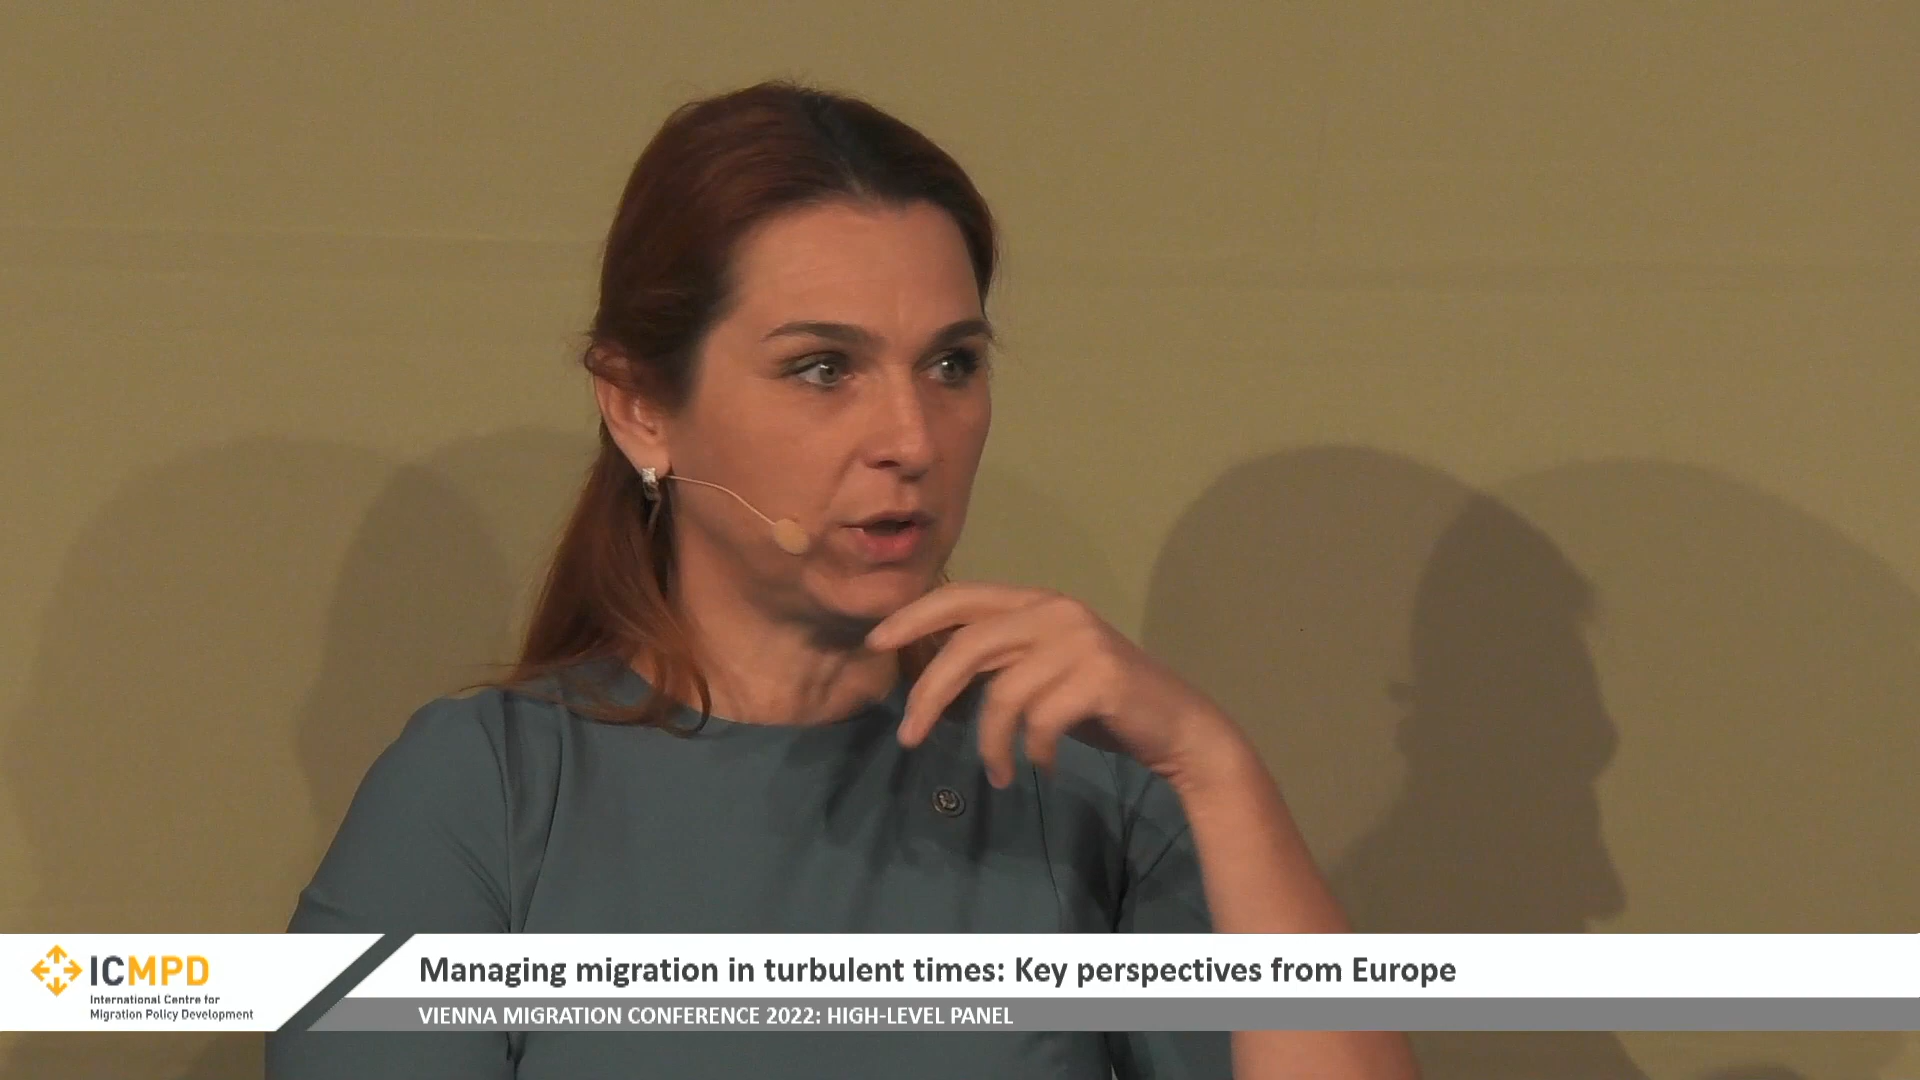 ICMPD
International Centre for
Migration Policy Development
Managing migration in turbulent times: Key perspectives from Europe
VIENNA MIGRATION CONFERENCE 2022: HIGH-LEVEL PANEL